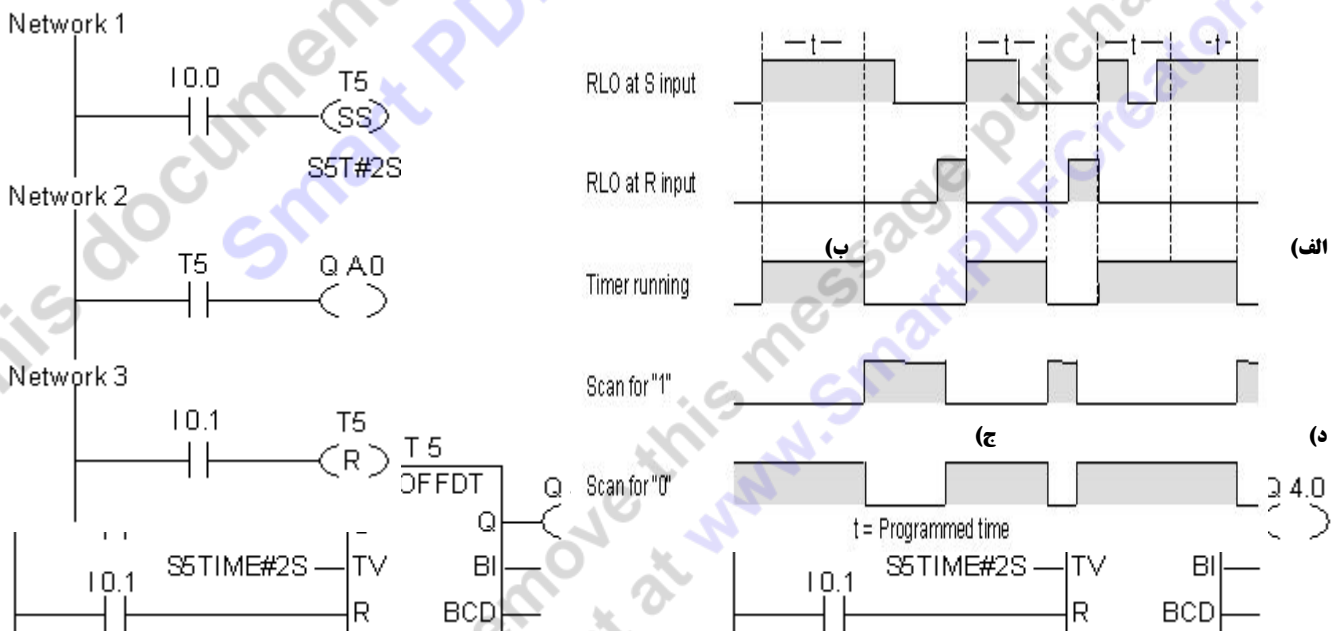 Network 1
I 0.0
T5
(SS)
S5T#2S
Network 2
T5
Q A.0
Network 3
I 0.1
T5
(R)
t
t
t
t
RLO at S input
RLO at R input
Timer running
Scan for "1"
Scan for "0"
t = Programmed time
الف)
ب)
ج)
د)
T 5
OFFDT
Q
Q
S5TIME#2S
TV
BI
I 0.1
R
BCD
Q 4.0
S5TIME#2S
TV
BI
I 0.1
R
BCD